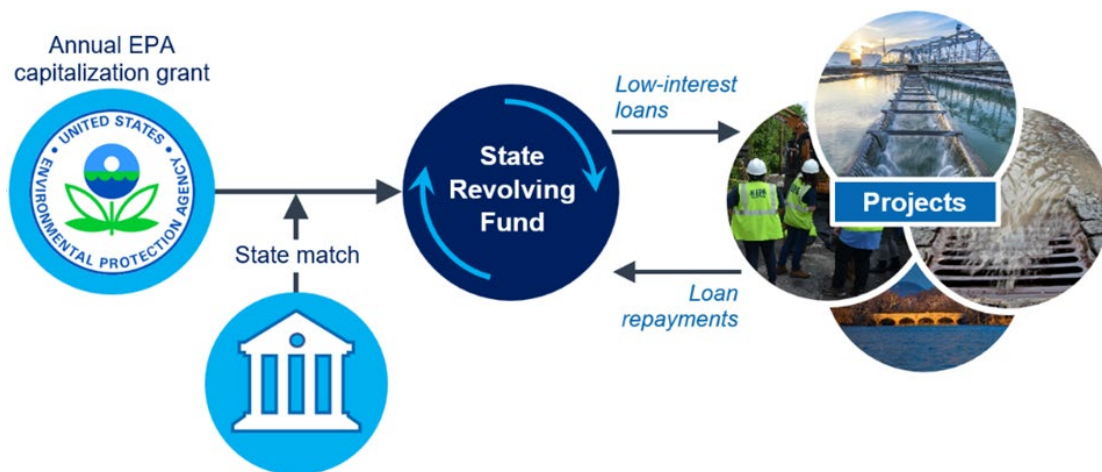 Annual EPA
capitalization grant
UNITED STATES
ENVIRONMENTAL PROTECTION AGENCY
State match
State
Revolving
Fund
Low-interest
loans
Loan
repayments
Projects